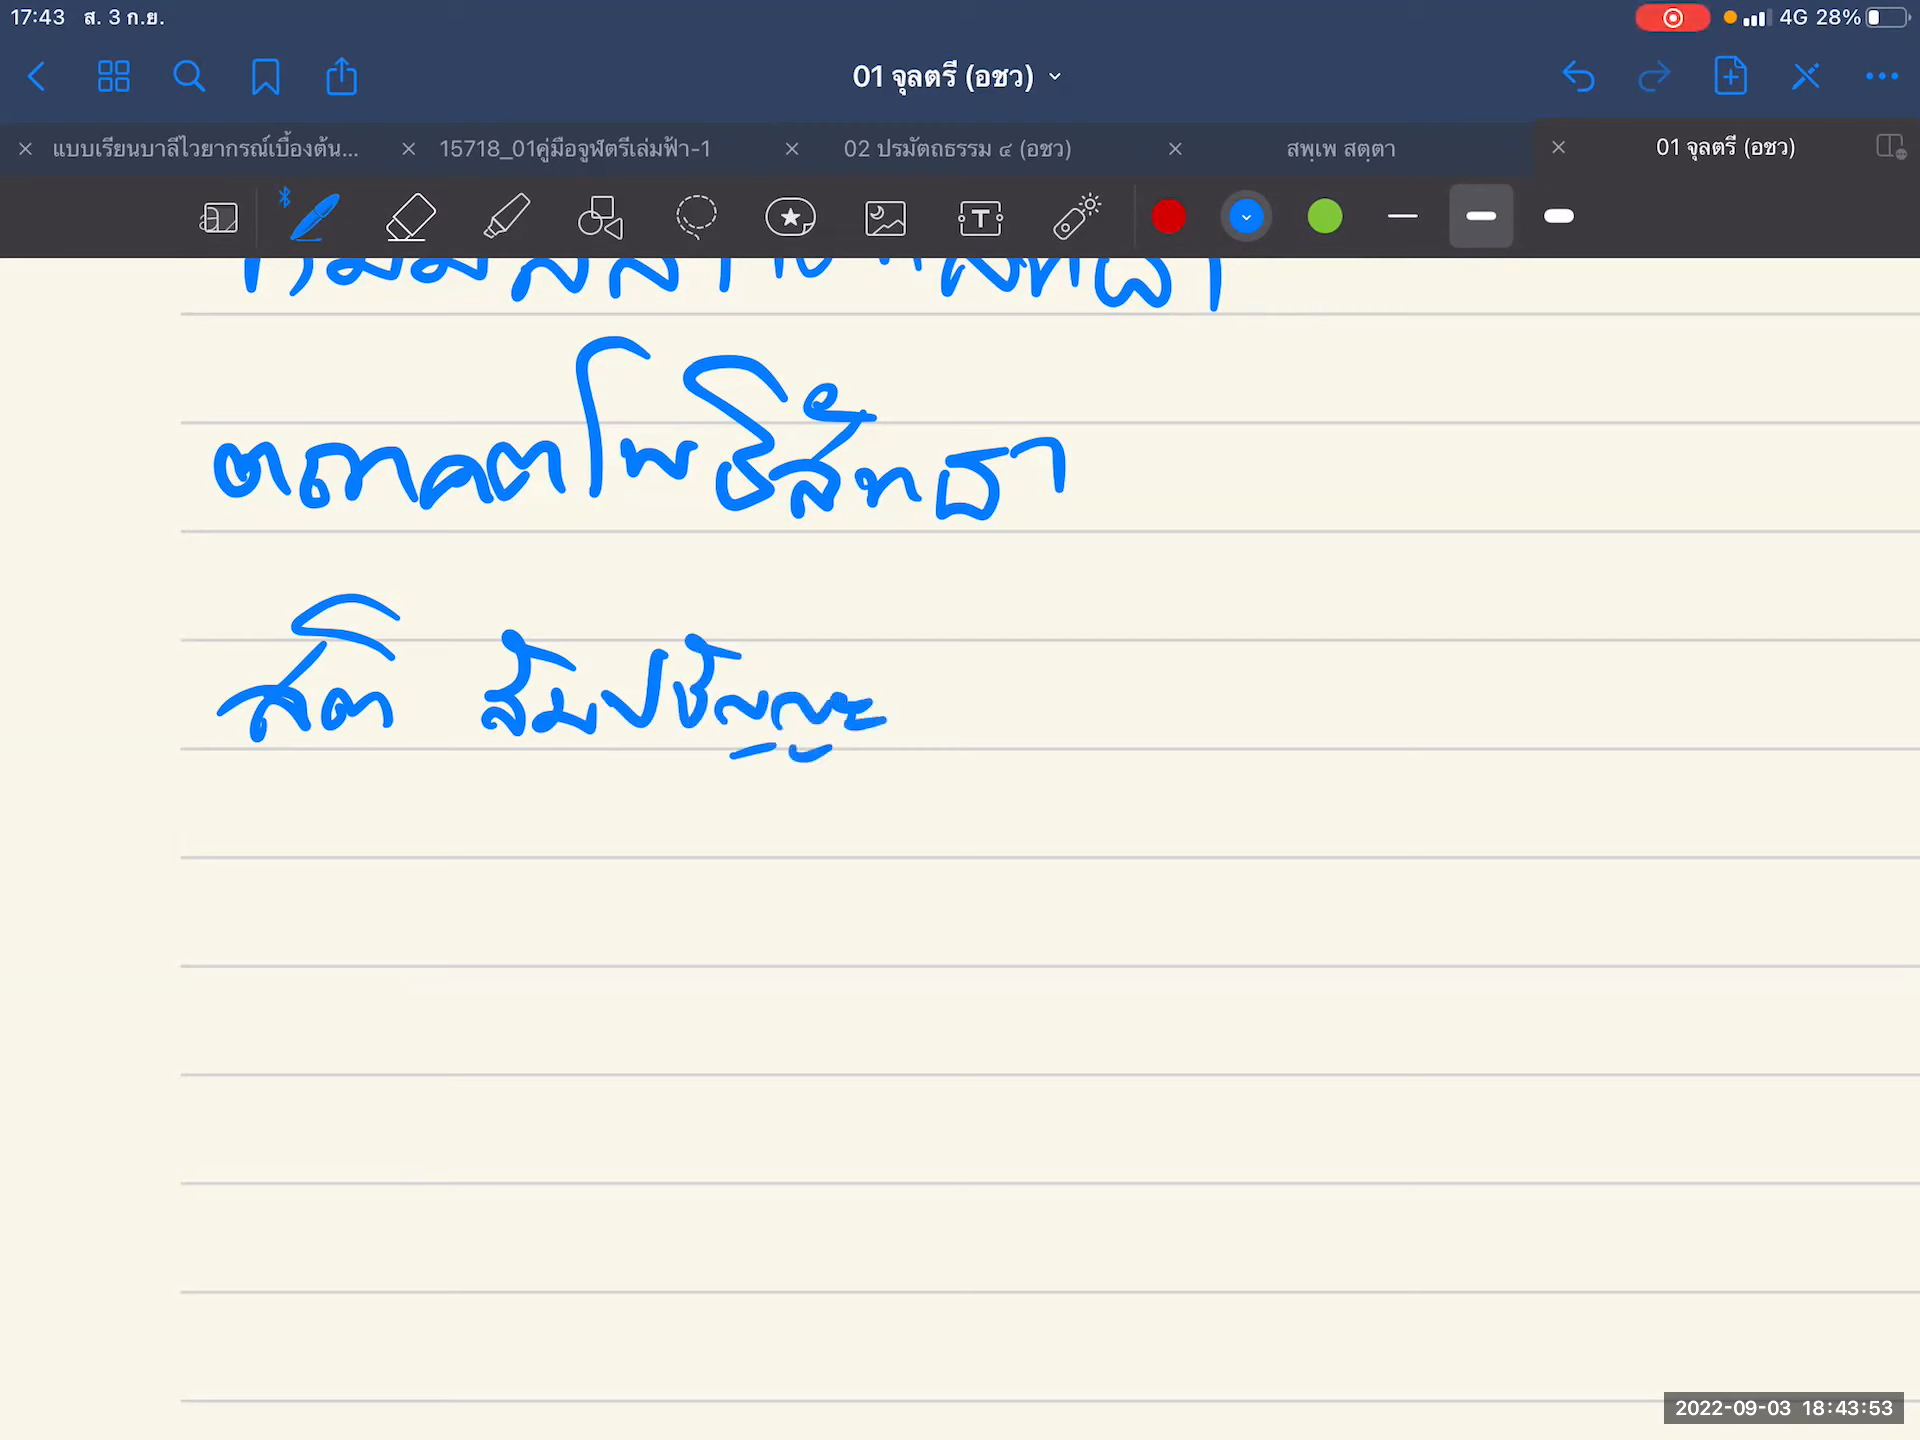 17:43 ส. 3 ก.ย. 4G 28%
01 จุลตรี (อชว)
แบบเรียนบาลีไวยากรณ์เบื้องต้น... 15718_01คู่มือจูฬตรีเล่มฟ้า-1 02 ปรมัตถธรรม ๔ (อชว) สพฺเพ สตฺตา 01 จุลตรี (อชว)
ตถาคตโพธิสัทธา
สติ สัมปชัญญะ
2022-09-03 18:43:53